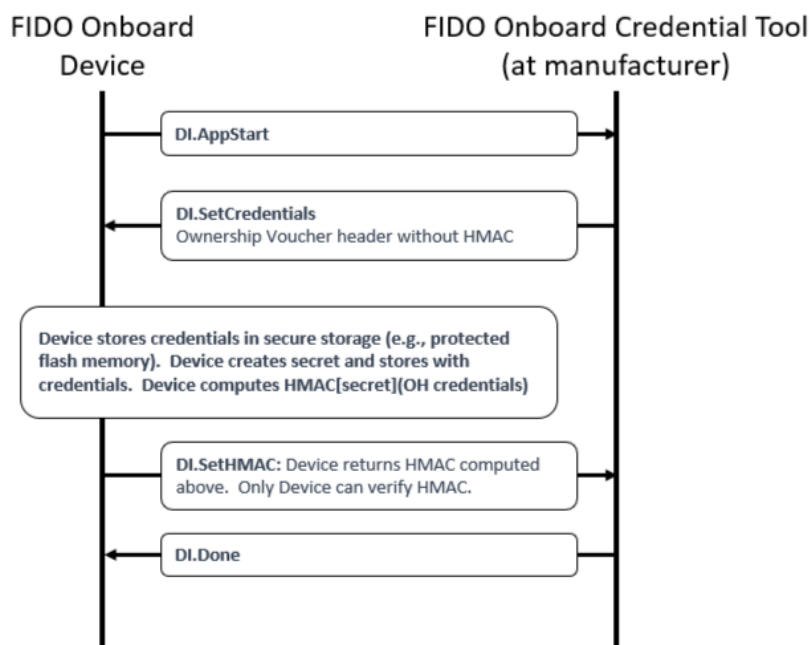 FIDO Onboard
Device
FIDO Onboard Credential Tool
(at manufacturer)
DI.AppStart
DI.SetCredentials
Ownership Voucher header without HMAC
Device stores credentials in secure storage (e.g., protected
flash memory). Device creates secret and stores with
credentials. Device computes HMAC[secret](OH credentials)
DI.SetHMAC: Device returns HMAC computed
above. Only Device can verify HMAC.
DI.Done